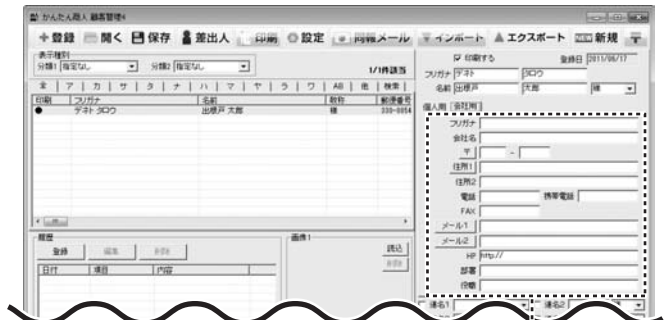 かんたん商人 顧客管理4
登録 開く 保存 差出人 印刷 設定 同報メール インポート エクスポート 新規
表示種別
分類1 指定なし 分類2 指定なし 1/1件該当
全 ア カ サ タ ナ ハ マ ヤ ラ ワ AB 他 検索
印刷 フリガナ 名前 敬称 郵便番号
● デネト タロウ 出根戸 太郎 様 330-0854
印刷する 登録日 2011/06/17
フリガナ デネト タロウ
名前 出根戸 太郎 様
個人用 会社用
フリガナ
会社名
〒 -
住所1
住所2
電話 携帯電話
FAX
メール1
メール2
HP http://
部署
役職
連名1 連名2
履歴
登録 編集 削除
日付 項目 内容
画像1
読込
削除